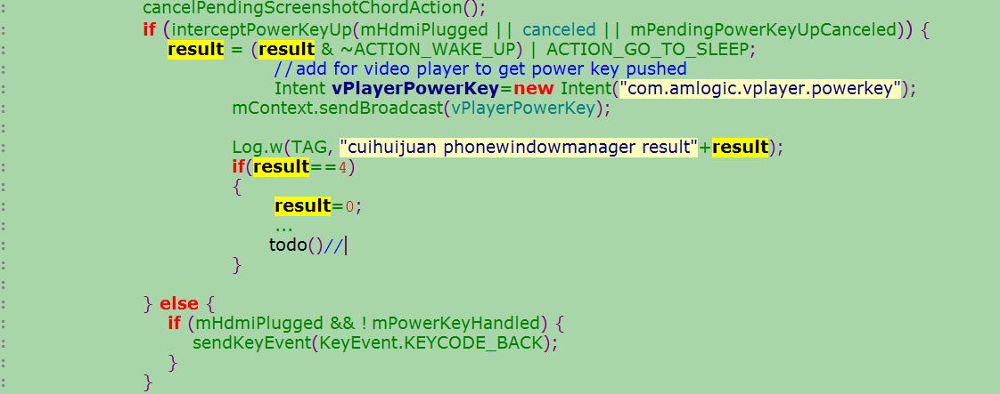 cancelPendingScreenshotChordAction();
if (interceptPowerKeyUp(mHdmiPlugged || canceled || mPendingPowerKeyUpCanceled)) {
result = (result & ~ACTION_WAKE_UP) | ACTION_GO_TO_SLEEP;
//add for video player to get power key pushed
Intent vPlayerPowerKey=new Intent("com.amlogic.vplayer.powerkey");
mContext.sendBroadcast(vPlayerPowerKey);
Log.w(TAG, "cuihuijuan phonewindowmanager result"+result);
if(result==4)
{
result=0;
...
todo()//
}
} else {
if (mHdmiPlugged && !mPowerKeyHandled) {
sendKeyEvent(KeyEvent.KEYCODE_BACK);
}
}